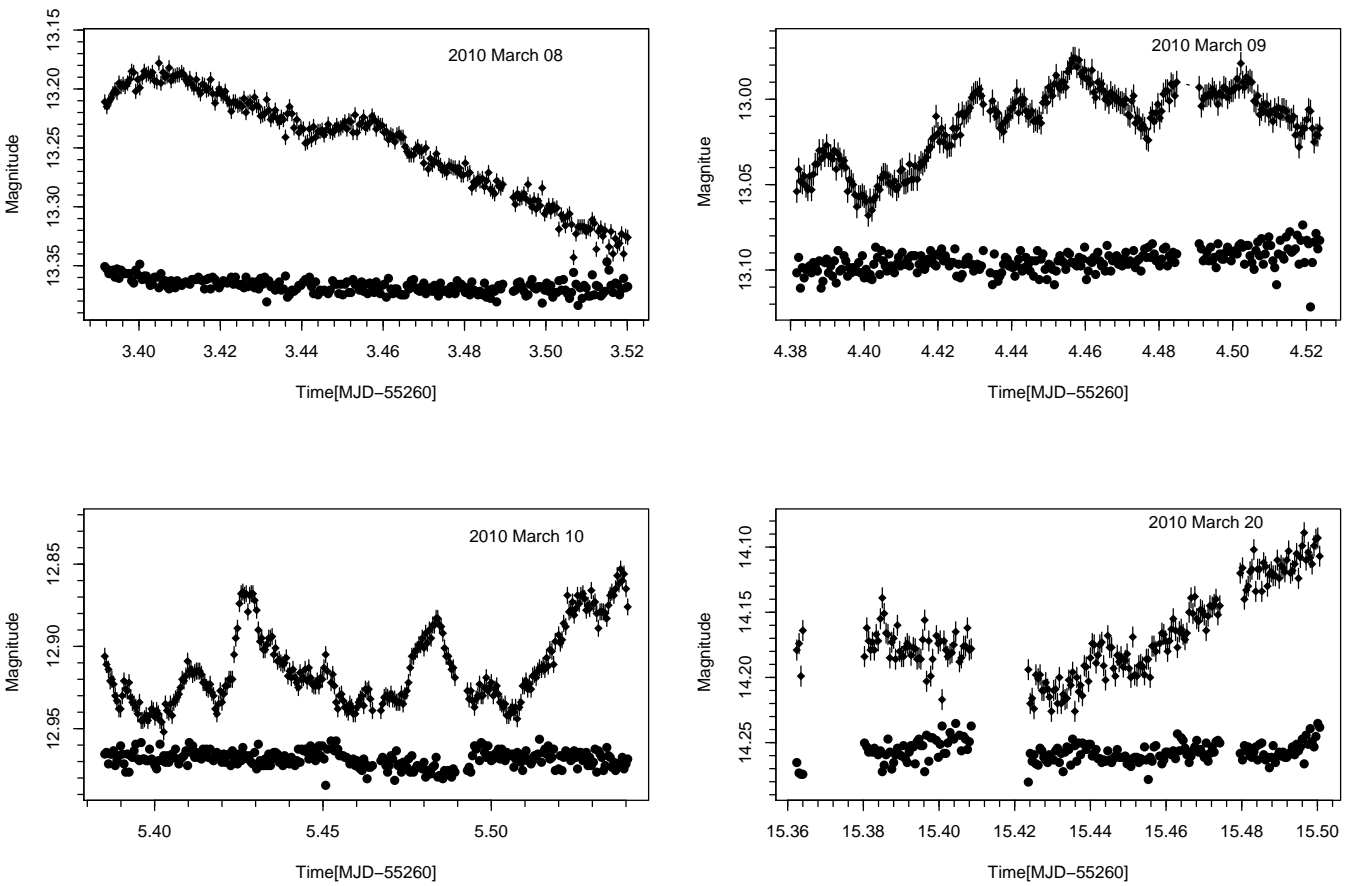 2010 March 08
Magnitude
13.15
13.20
13.25
13.30
13.35
3.40 3.42 3.44 3.46 3.48 3.50 3.52
Time[MJD−55260]
2010 March 09
Magnitue
13.00
13.05
13.10
4.38 4.40 4.42 4.44 4.46 4.48 4.50 4.52
Time[MJD−55260]
2010 March 10
Magnitude
12.85
12.90
12.95
5.40 5.45 5.50
Time[MJD−55260]
2010 March 20
Magnitude
14.10
14.15
14.20
14.25
15.36 15.38 15.40 15.42 15.44 15.46 15.48 15.50
Time[MJD−55260]